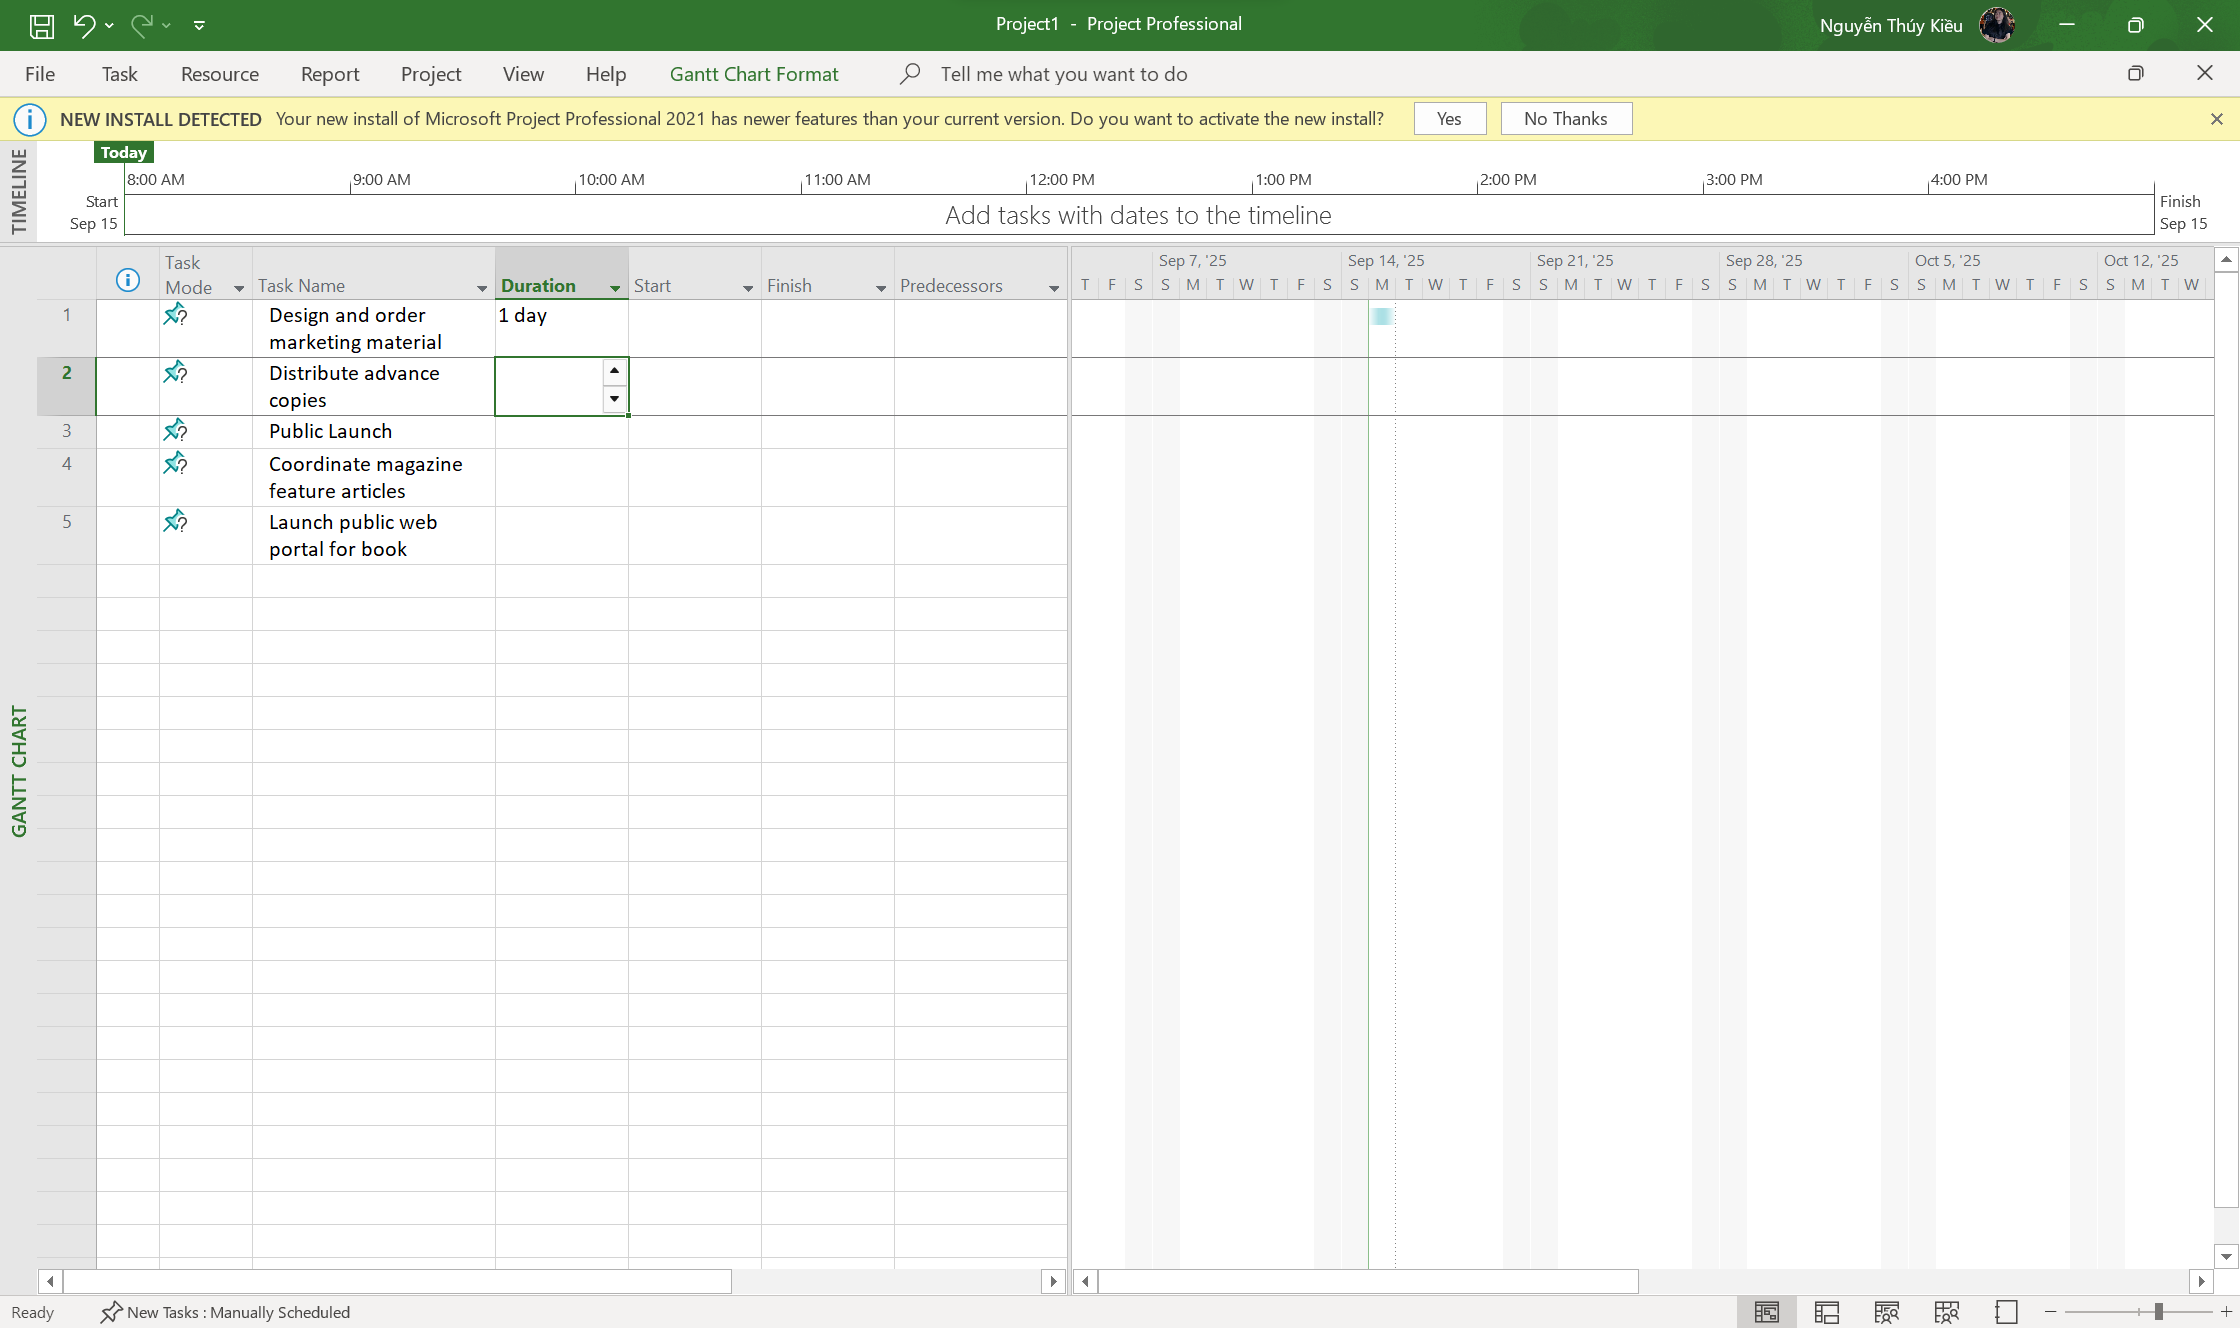 Project1 - Project Professional
Nguyễn Thúy Kiều
File Task Resource Report Project View Help Gantt Chart Format Tell me what you want to do
NEW INSTALL DETECTED Your new install of Microsoft Project Professional 2021 has newer features than your current version. Do you want to activate the new install? Yes No Thanks
TIMELINE
Today
8:00 AM 9:00 AM 10:00 AM 11:00 AM 12:00 PM 1:00 PM 2:00 PM 3:00 PM 4:00 PM
Start
Sep 15
Add tasks with dates to the timeline
Finish
Sep 15
GANTT CHART
Task
Mode
Task Name
Duration
Start
Finish
Predecessors
Sep 7, '25 Sep 14, '25 Sep 21, '25 Sep 28, '25 Oct 5, '25 Oct 12, '25
T F S S M T W T F S S M T W T F S S M T W T F S S M T W T F S S M T W T F S S M T W
1 Design and order
marketing material
1 day
2 Distribute advance
copies
3 Public Launch
4 Coordinate magazine
feature articles
5 Launch public web
portal for book
Ready New Tasks : Manually Scheduled